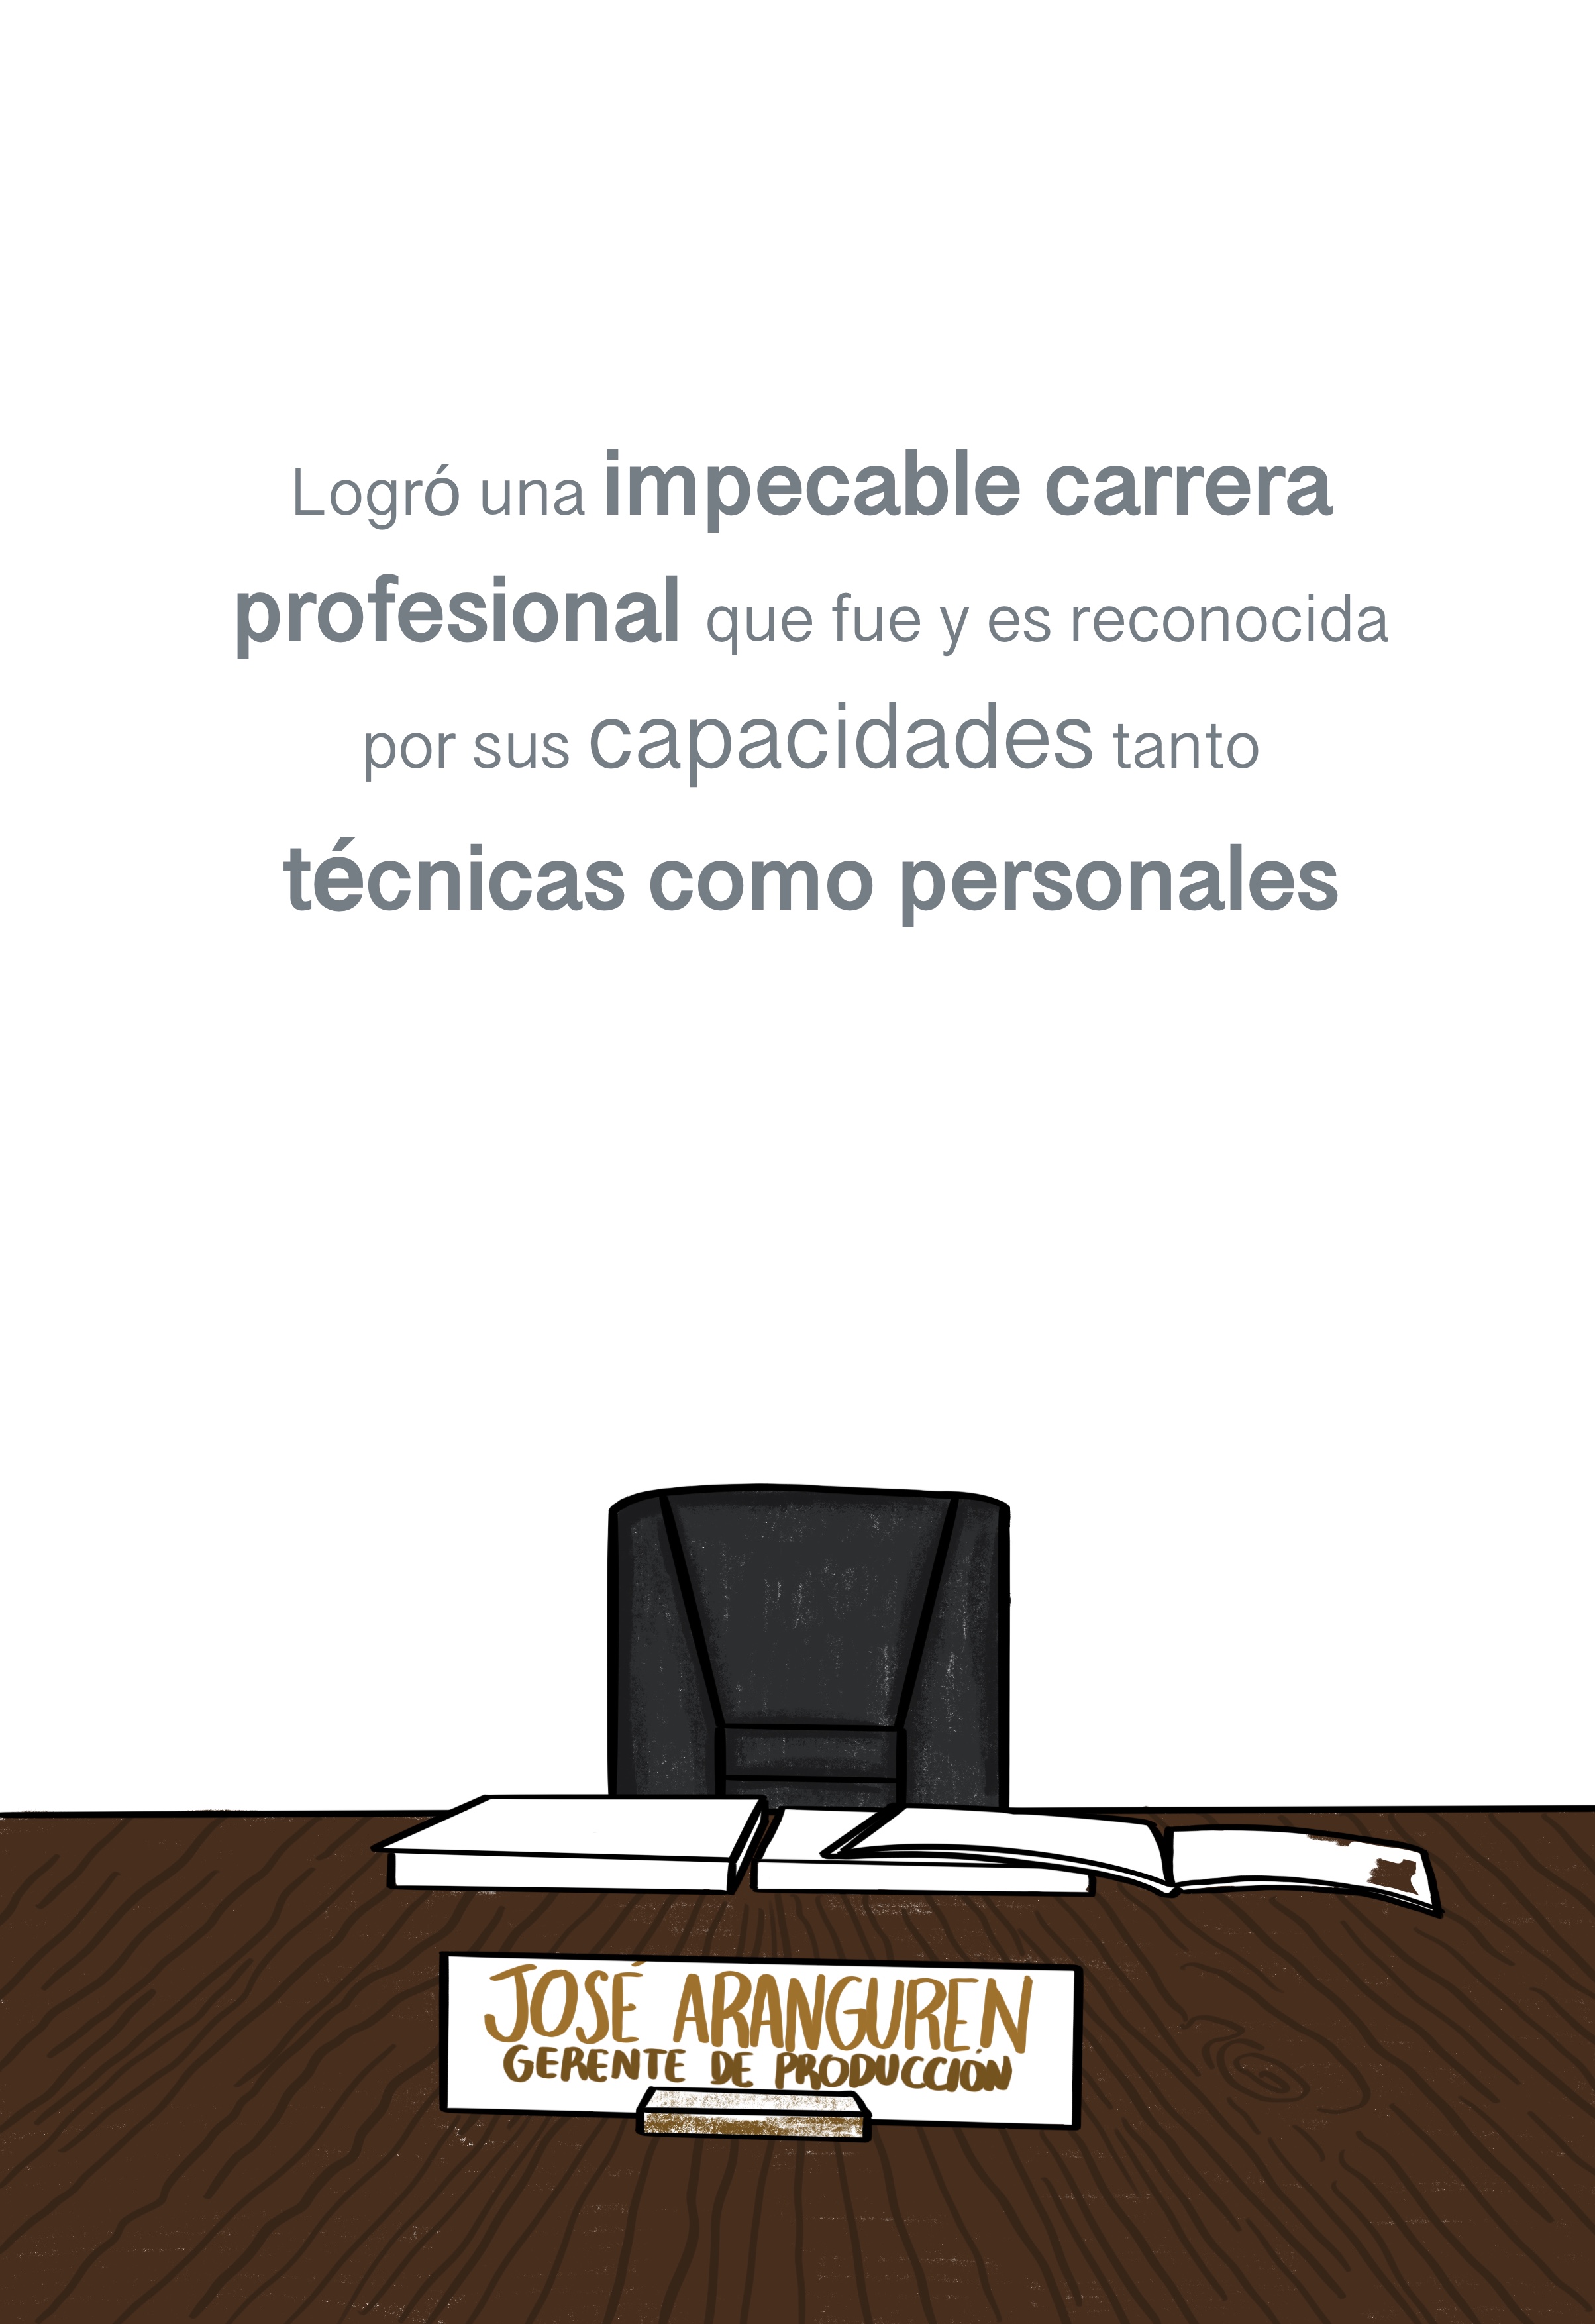 Logró una impecable carrera
profesional que fue y es reconocida
por sus capacidades tanto
técnicas como personales
JOSÉ ARANGUREN
GERENTE DE PRODUCCIÓN